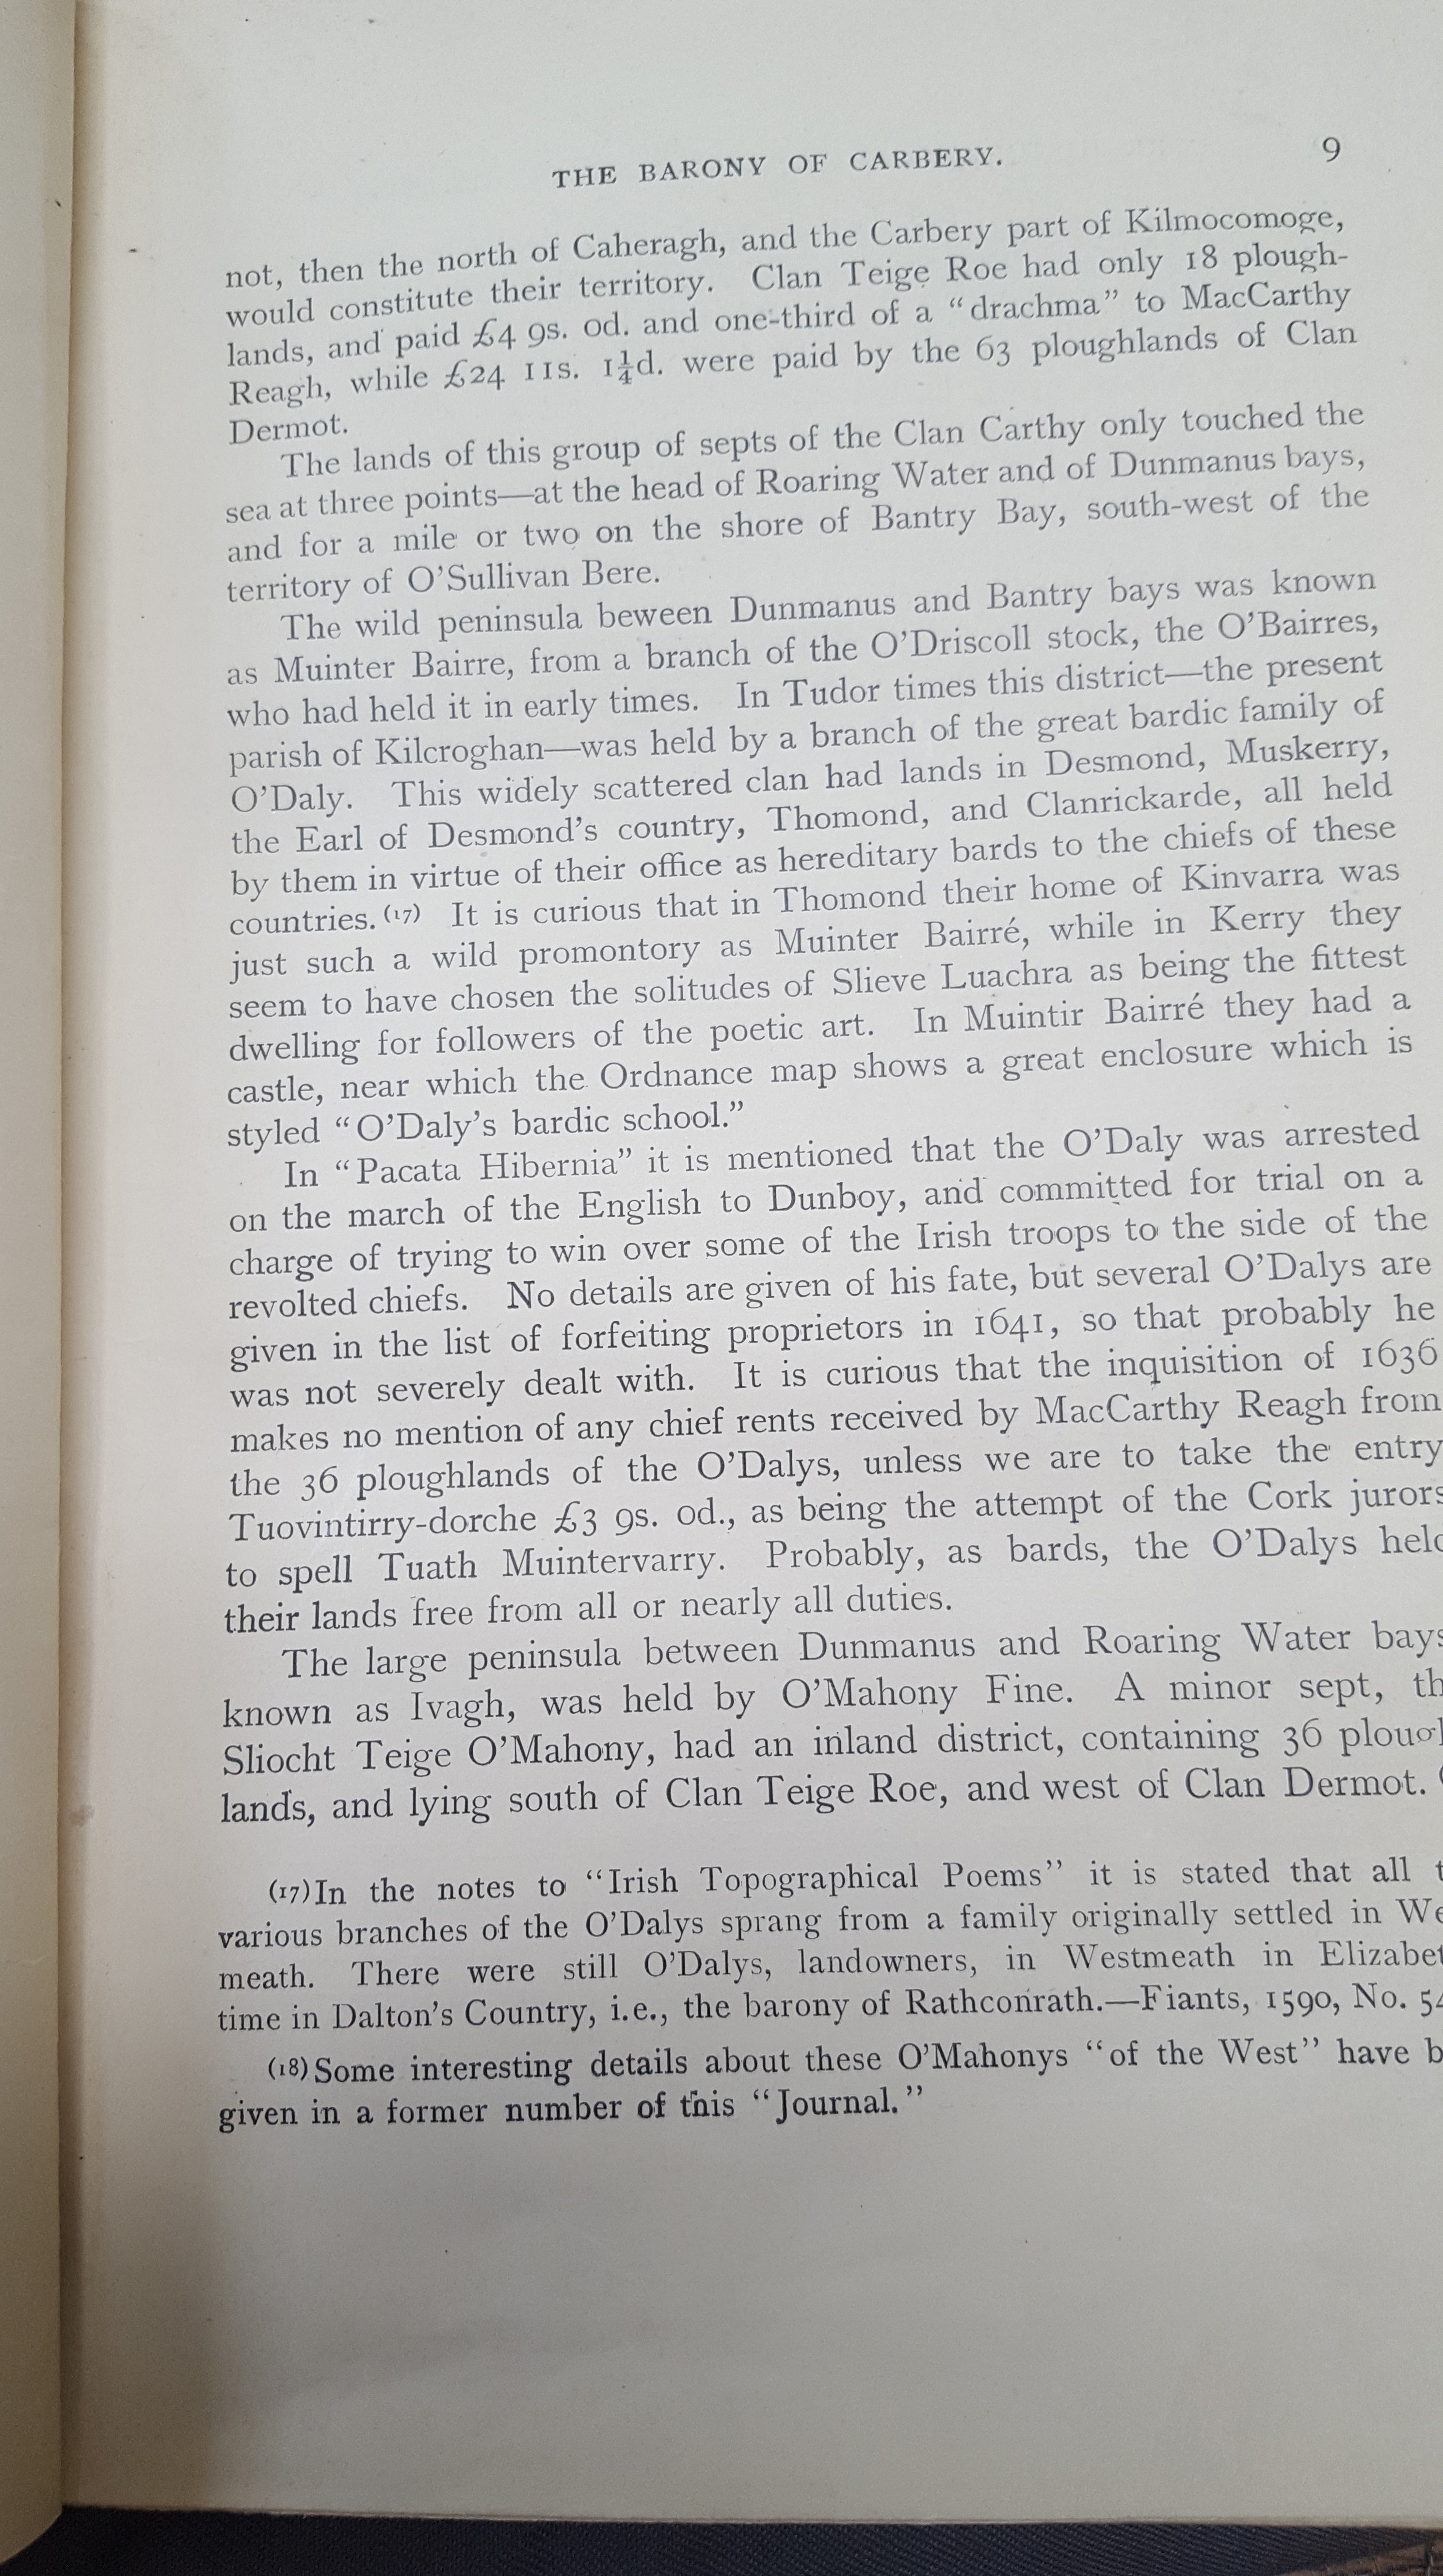 THE BARONY OF CARBERY. 9
not, then the north of Caheragh, and the Carbery part of Kilmocomoge,
would constitute their territory. Clan Teige Roe had only 18 plough-
lands, and paid £4 9s. 0d. and one-third of a “drachma” to MacCarthy
Reagh, while £24 11s. 1¼d. were paid by the 63 ploughlands of Clan
Dermot.
The lands of this group of septs of the Clan Carthy only touched the
sea at three points—at the head of Roaring Water and of Dunmanus bays,
and for a mile or two on the shore of Bantry Bay, south-west of the
territory of O’Sullivan Bere.
The wild peninsula beween Dunmanus and Bantry bays was known
as Muinter Bairre, from a branch of the O’Driscoll stock, the O’Bairres,
who had held it in early times. In Tudor times this district—the present
parish of Kilcroghan—was held by a branch of the great bardic family of
O’Daly. This widely scattered clan had lands in Desmond, Muskerry,
the Earl of Desmond’s country, Thomond, and Clanrickarde, all held
by them in virtue of their office as hereditary bards to the chiefs of these
countries.(17) It is curious that in Thomond their home of Kinvarra was
just such a wild promontory as Muinter Bairré, while in Kerry they
seem to have chosen the solitudes of Slieve Luachra as being the fittest
dwelling for followers of the poetic art. In Muintir Bairré they had a
castle, near which the Ordnance map shows a great enclosure which is
styled “O’Daly’s bardic school.”
In “Pacata Hibernia” it is mentioned that the O’Daly was arrested
on the march of the English to Dunboy, and committed for trial on a
charge of trying to win over some of the Irish troops to the side of the
revolted chiefs. No details are given of his fate, but several O’Dalys are
given in the list of forfeiting proprietors in 1641, so that probably he
was not severely dealt with. It is curious that the inquisition of 1636
makes no mention of any chief rents received by MacCarthy Reagh from
the 36 ploughlands of the O’Dalys, unless we are to take the entry
Tuovintirry-dorche £3 9s. 0d., as being the attempt of the Cork jurors
to spell Tuath Muintervarry. Probably, as bards, the O’Dalys held
their lands free from all or nearly all duties.
The large peninsula between Dunmanus and Roaring Water bays
known as Ivagh, was held by O’Mahony Fine. A minor sept, th
Sliocht Teige O’Mahony, had an inland district, containing 36 plough
lands, and lying south of Clan Teige Roe, and west of Clan Dermot. (
(17)In the notes to “Irish Topographical Poems” it is stated that all t
various branches of the O’Dalys sprang from a family originally settled in We
meath. There were still O’Dalys, landowners, in Westmeath in Elizabet
time in Dalton’s Country, i.e., the barony of Rathconrath.—Fiants, 1590, No. 54
(18)Some interesting details about these O’Mahonys “of the West” have b
given in a former number of this “Journal.”